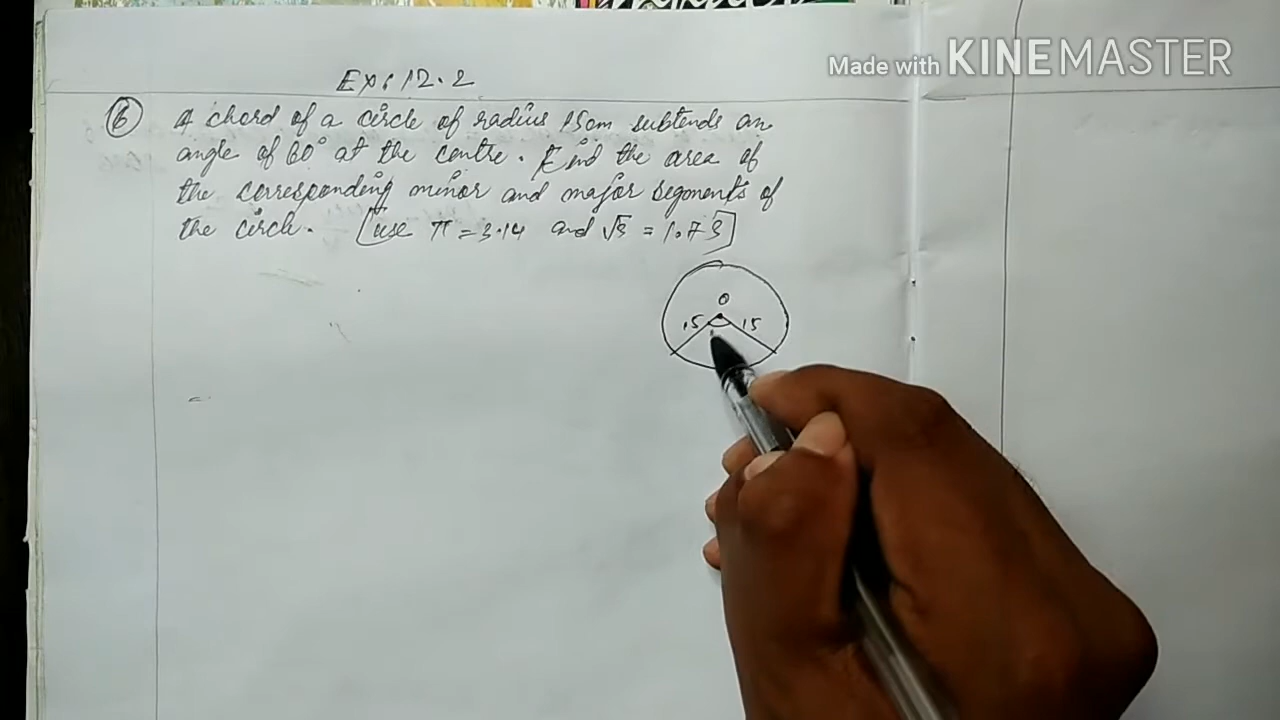 Made with KINEMASTER
Ex: 12.2
6 A chord of a circle of radius 15cm subtends an
angle of 60° at the centre. Find the area of
the corresponding minor and major segments of
the circle. [use π = 3.14 and √3 = 1.73]
O
15 15